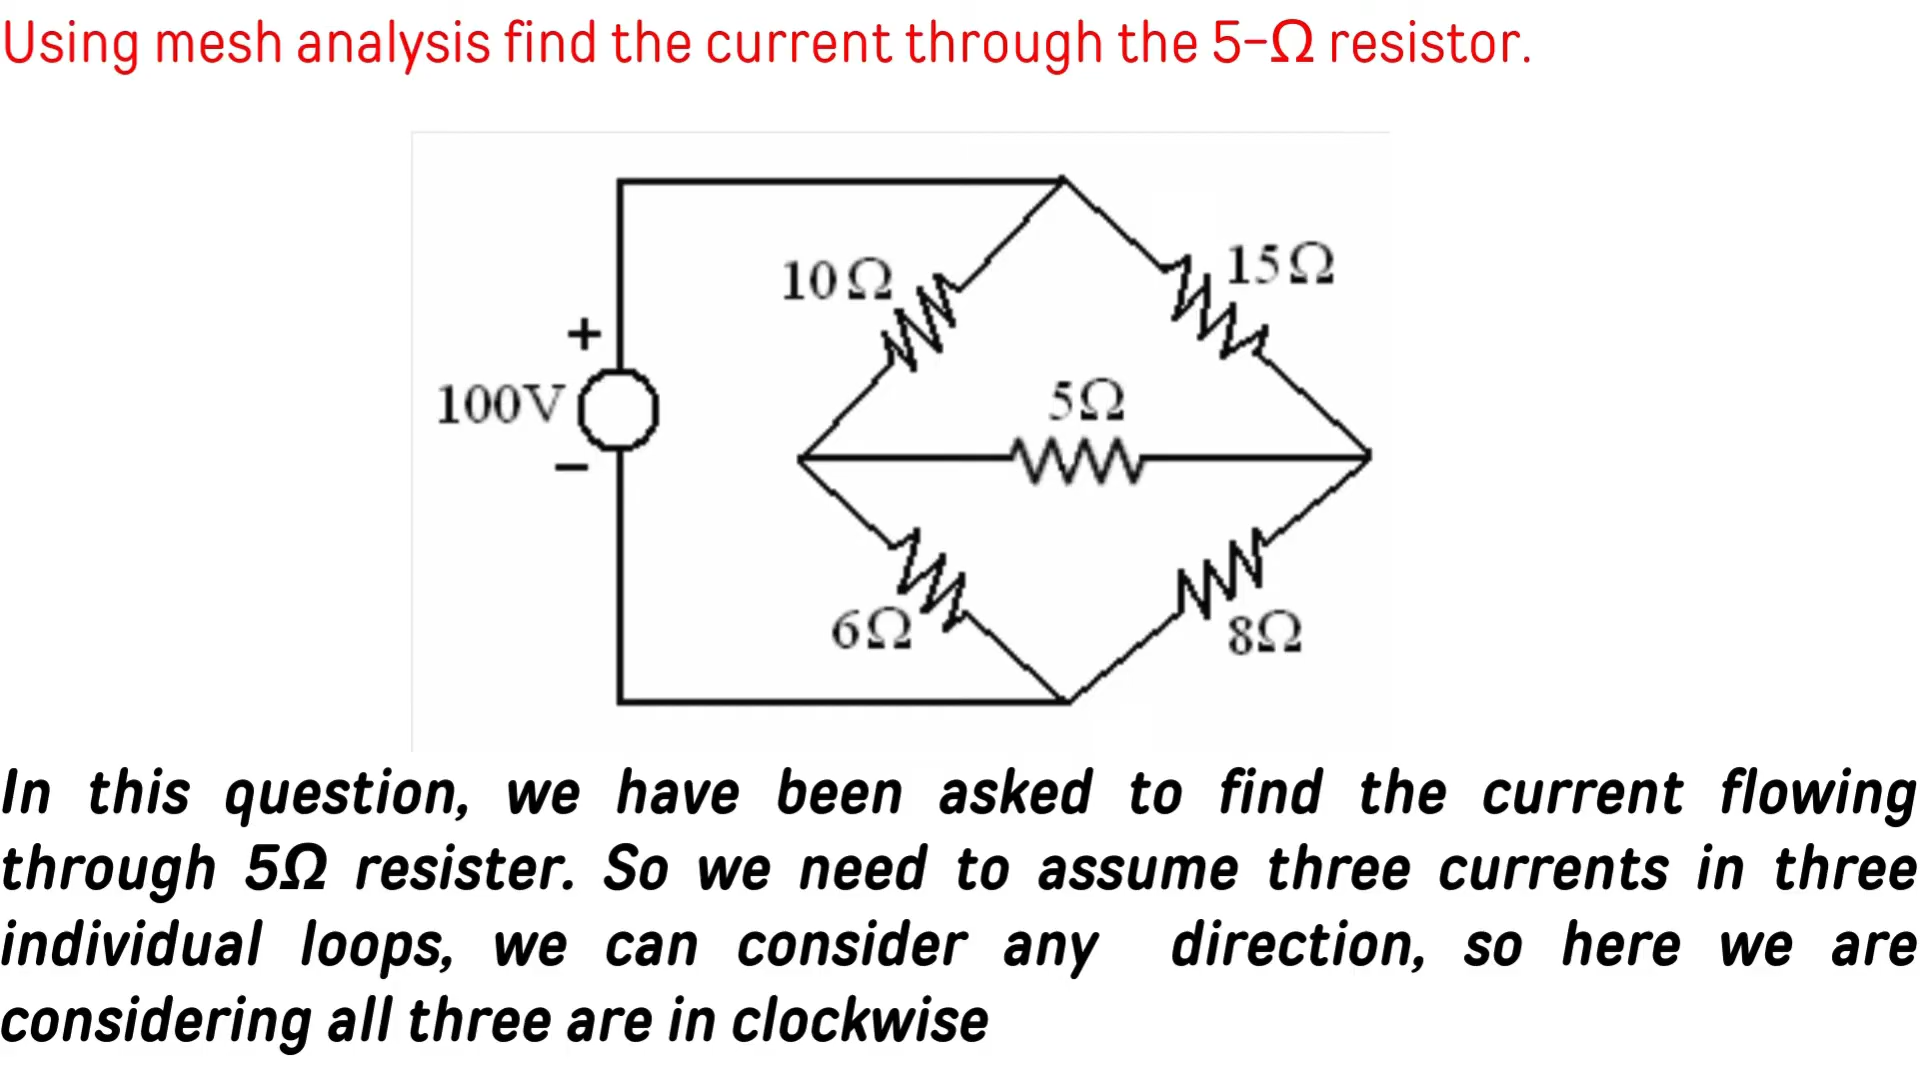 Using mesh analysis find the current through the 5-Ω resistor.
10Ω
15Ω
+
100V
5Ω
−
6Ω
8Ω
In this question, we have been asked to find the current flowing
through 5Ω resister. So we need to assume three currents in three
individual loops, we can consider any direction, so here we are
considering all three are in clockwise